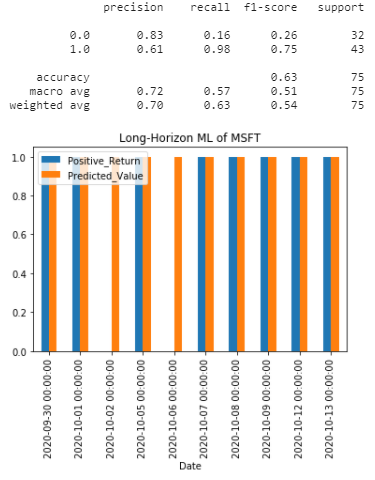 precision recall f1-score support
0.0 0.83 0.16 0.26 32
1.0 0.61 0.98 0.75 43
accuracy 0.63 75
macro avg 0.72 0.57 0.51 75
weighted avg 0.70 0.63 0.54 75
Long-Horizon ML of MSFT
Positive_Return
Predicted_Value
1.0
0.8
0.6
0.4
0.2
0.0
2020-09-30 00:00:00
2020-10-01 00:00:00
2020-10-02 00:00:00
2020-10-05 00:00:00
2020-10-06 00:00:00
2020-10-07 00:00:00
2020-10-08 00:00:00
2020-10-09 00:00:00
2020-10-12 00:00:00
2020-10-13 00:00:00
Date